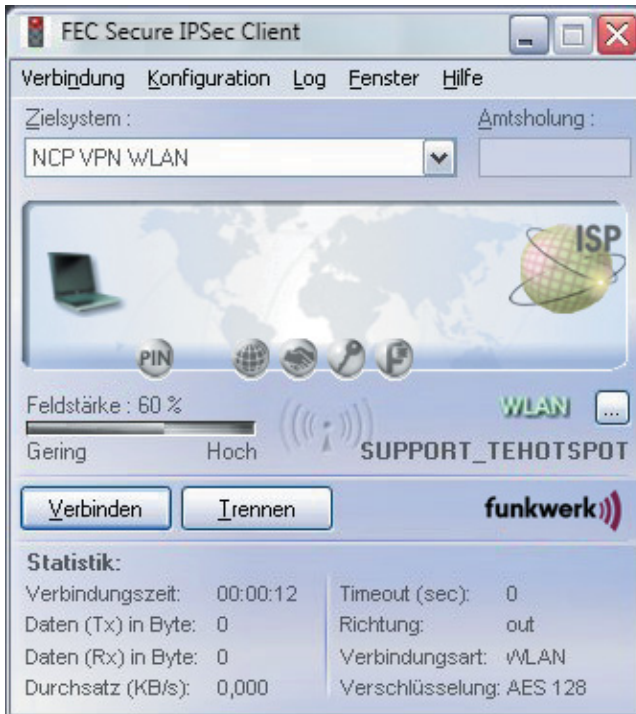 FEC Secure IPSec Client
Verbindung Konfiguration Log Fenster Hilfe
Zielsystem : Amtsholung :
NCP VPN WLAN
ISP
PIN
Feldstärke : 60 % WLAN ...
Gering Hoch SUPPORT_TEHOTSPOT
Verbinden Trennen funkwerk
Statistik:
Verbindungszeit: 00:00:12 Timeout (sec): 0
Daten (Tx) in Byte: 0 Richtung: out
Daten (Rx) in Byte: 0 Verbindungsart: WLAN
Durchsatz (KB/s): 0,000 Verschlüsselung: AES 128